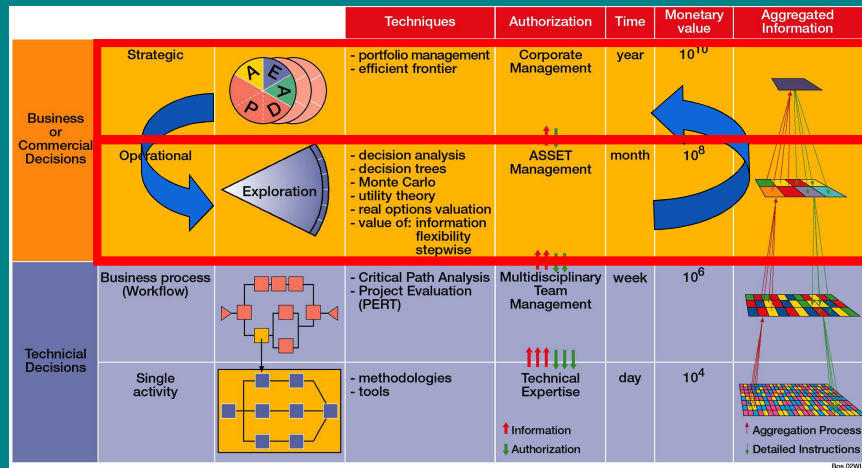 Techniques
Authorization
Time
Monetary
value
Aggregated
Information
Business
or
Commercial
Decisions
Strategic
A
E
A
D
P
- portfolio management
- efficient frontier
Corporate
Management
year
10¹⁰
Operational
Exploration
- decision analysis
- decision trees
- Monte Carlo
- utility theory
- real options valuation
- value of: information
flexibility
stepwise
ASSET
Management
month
10⁸
Technicial
Decisions
Business process
(Workflow)
- Critical Path Analysis
- Project Evaluation
(PERT)
Multidisciplinary
Team
Management
week
10⁶
Single
activity
- methodologies
- tools
Technical
Expertise
day
10⁴
Information
Authorization
Aggregation Process
Detailed Instructions